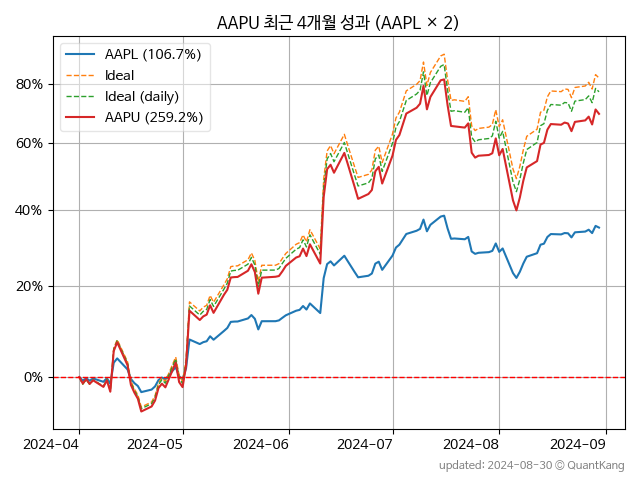 AAPU 최근 4개월 성과 (AAPL × 2)
AAPL (106.7%)
Ideal
Ideal (daily)
AAPU (259.2%)
80%
60%
40%
20%
0%
2024-04 2024-05 2024-06 2024-07 2024-08 2024-09
updated: 2024-08-30 © QuantKang